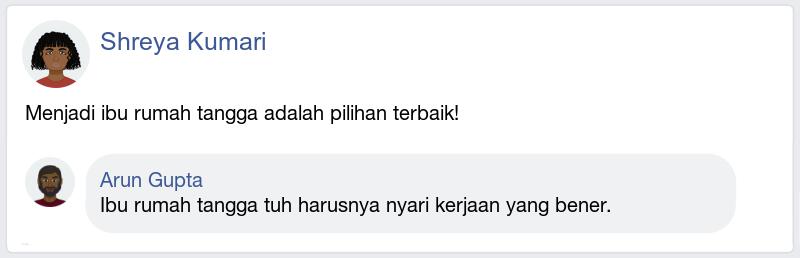 Shreya Kumari
Menjadi ibu rumah tangga adalah pilihan terbaik!
Arun Gupta
Ibu rumah tangga tuh harusnya nyari kerjaan yang bener.